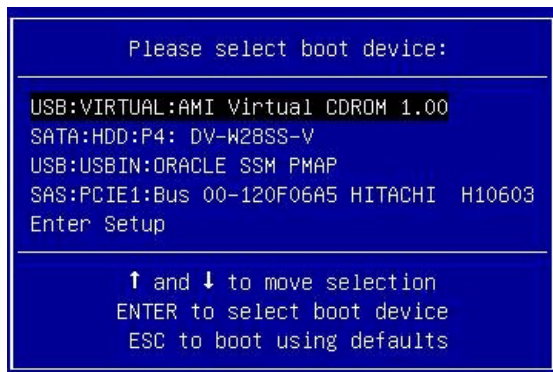 Please select boot device:
USB:VIRTUAL:AMI Virtual CDROM 1.00
SATA:HDD:P4: DV-W28SS-V
USB:USBIN:ORACLE SSM PMAP
SAS:PCIE1:Bus 00-120F06A5 HITACHI  H10603
Enter Setup
↑ and ↓ to move selection
ENTER to select boot device
ESC to boot using defaults